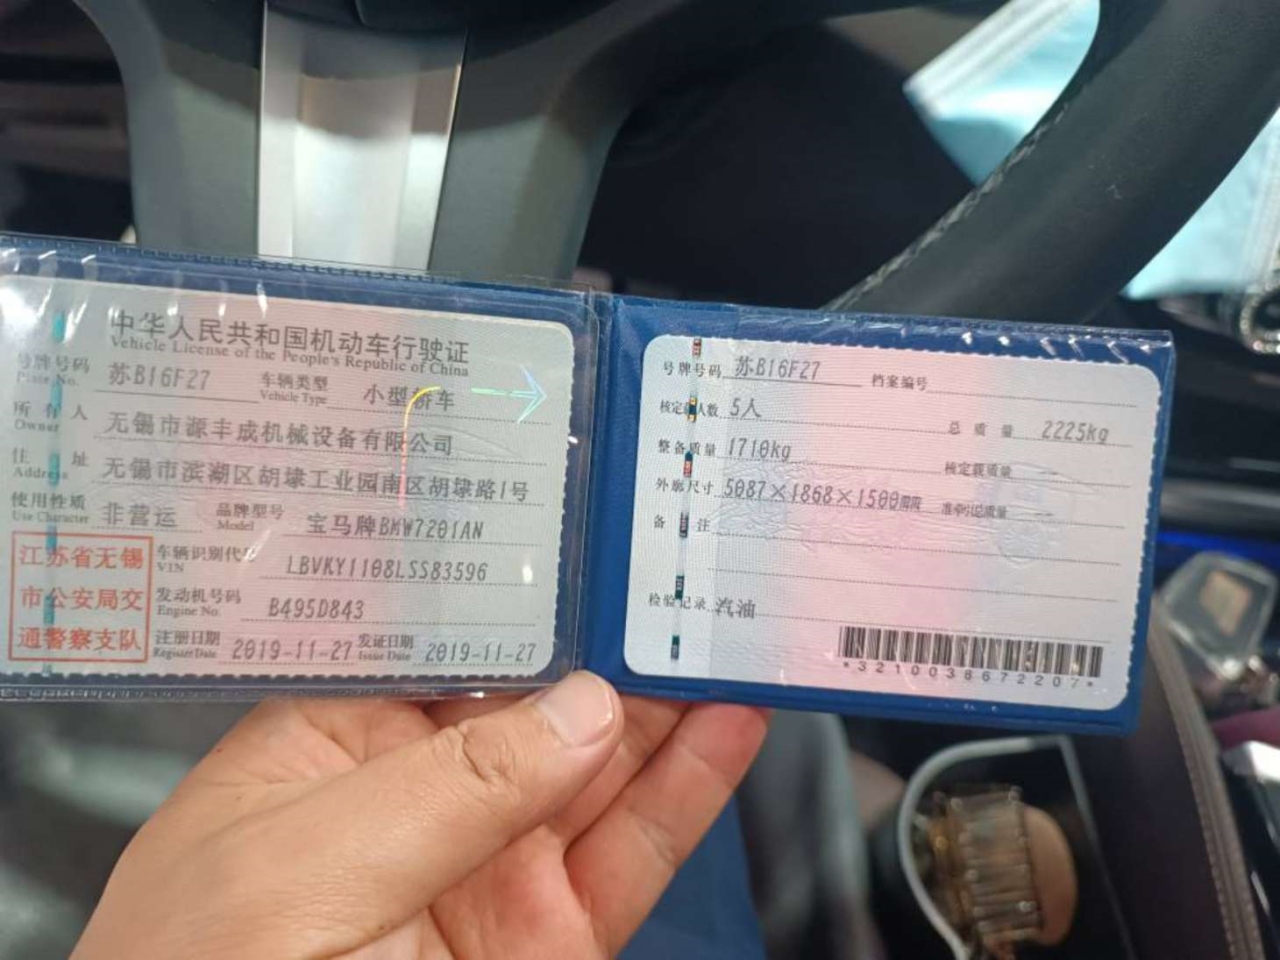 中华人民共和国机动车行驶证
Vehicle License of the People's Republic of China
号牌号码 苏B16F27 车辆类型 小型轿车
Plate No. Vehicle Type
所有人 无锡市源丰成机械设备有限公司
Owner
住址 无锡市滨湖区胡埭工业园南区胡埭路1号
Address
使用性质 非营运 品牌型号 宝马牌BMW7201AN
Use Character Model
江苏省无锡
市公安局交
通警察支队
车辆识别代号 LBVKY1108LSS83596
VIN
发动机号码 B495D843
Engine No.
注册日期 2019-11-27 发证日期 2019-11-27
Register Date Issue Date
号牌号码 苏B16F27 档案编号
核定载人数 5人 总质量 2225kg
整备质量 1710kg 核定载质量 --
外廓尺寸 5087×1868×1500mm 准牵引总质量 --
备注
检验记录 汽油
*3210038672207*